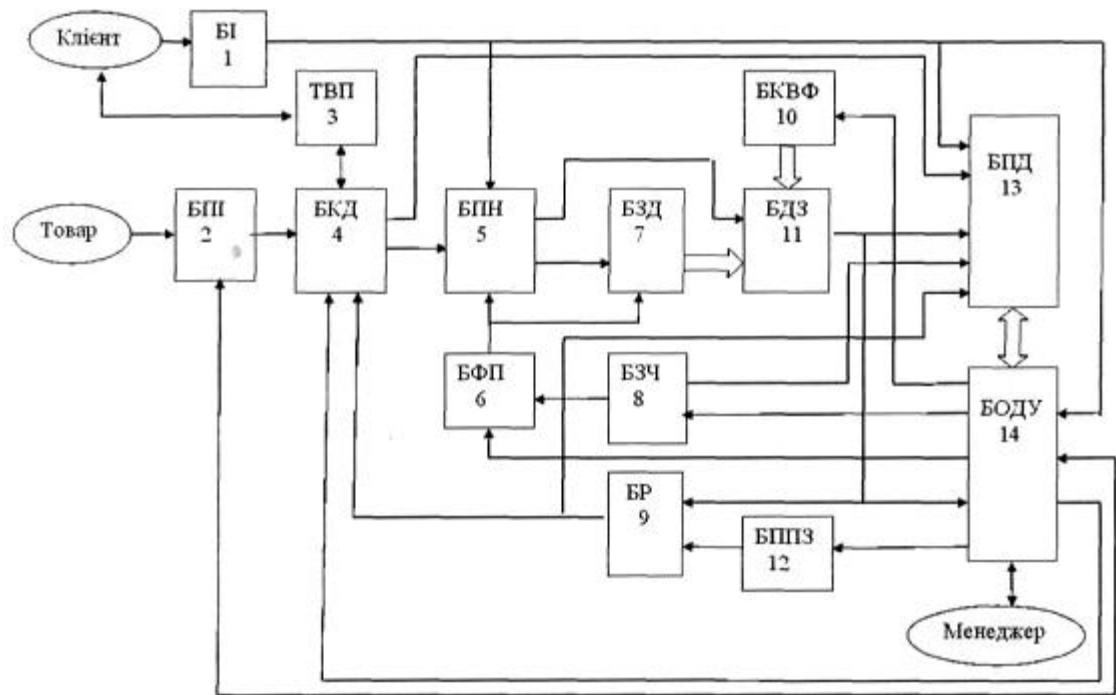 Клієнт
БІ
1
ТВП
3
БКВФ
10
БПД
13
Товар
БПІ
2
БКД
4
БПН
5
БЗД
7
БДЗ
11
БФП
6
БЗЧ
8
БОДУ
14
БР
9
БППЗ
12
Менеджер